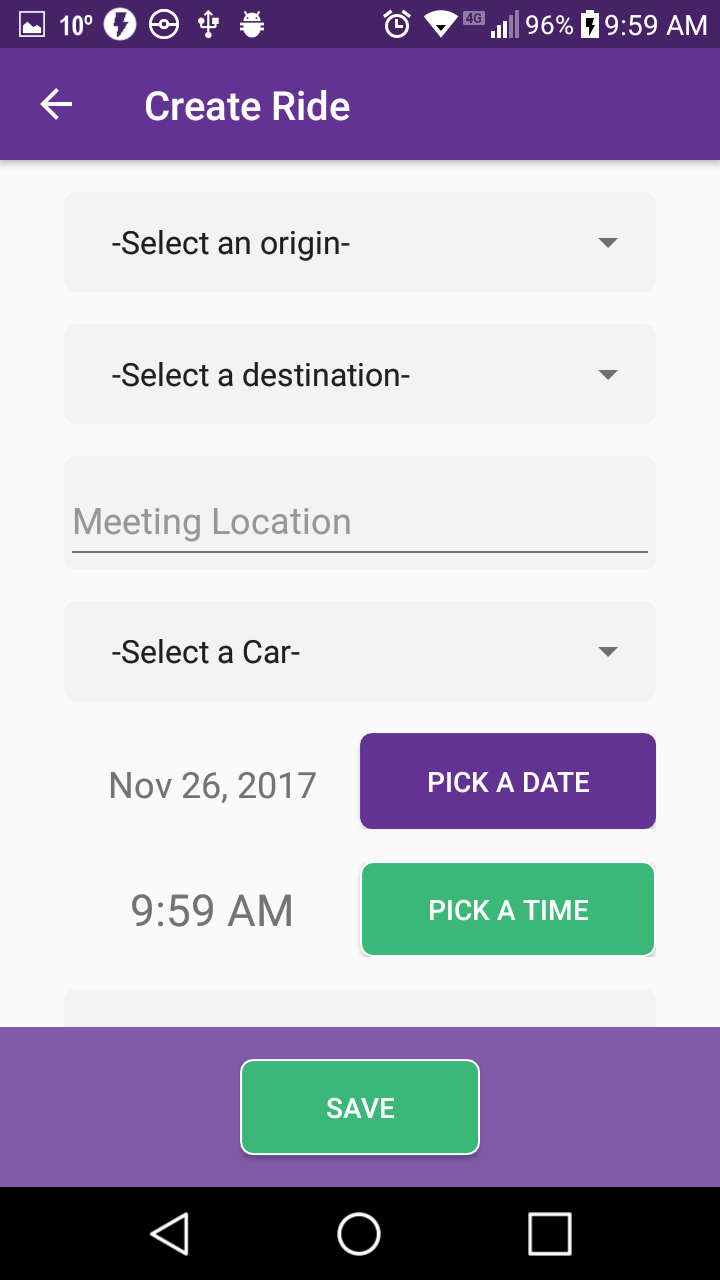 10º 4G 96% 9:59 AM
Create Ride
-Select an origin-
-Select a destination-
Meeting Location
-Select a Car-
Nov 26, 2017 PICK A DATE
9:59 AM PICK A TIME
SAVE